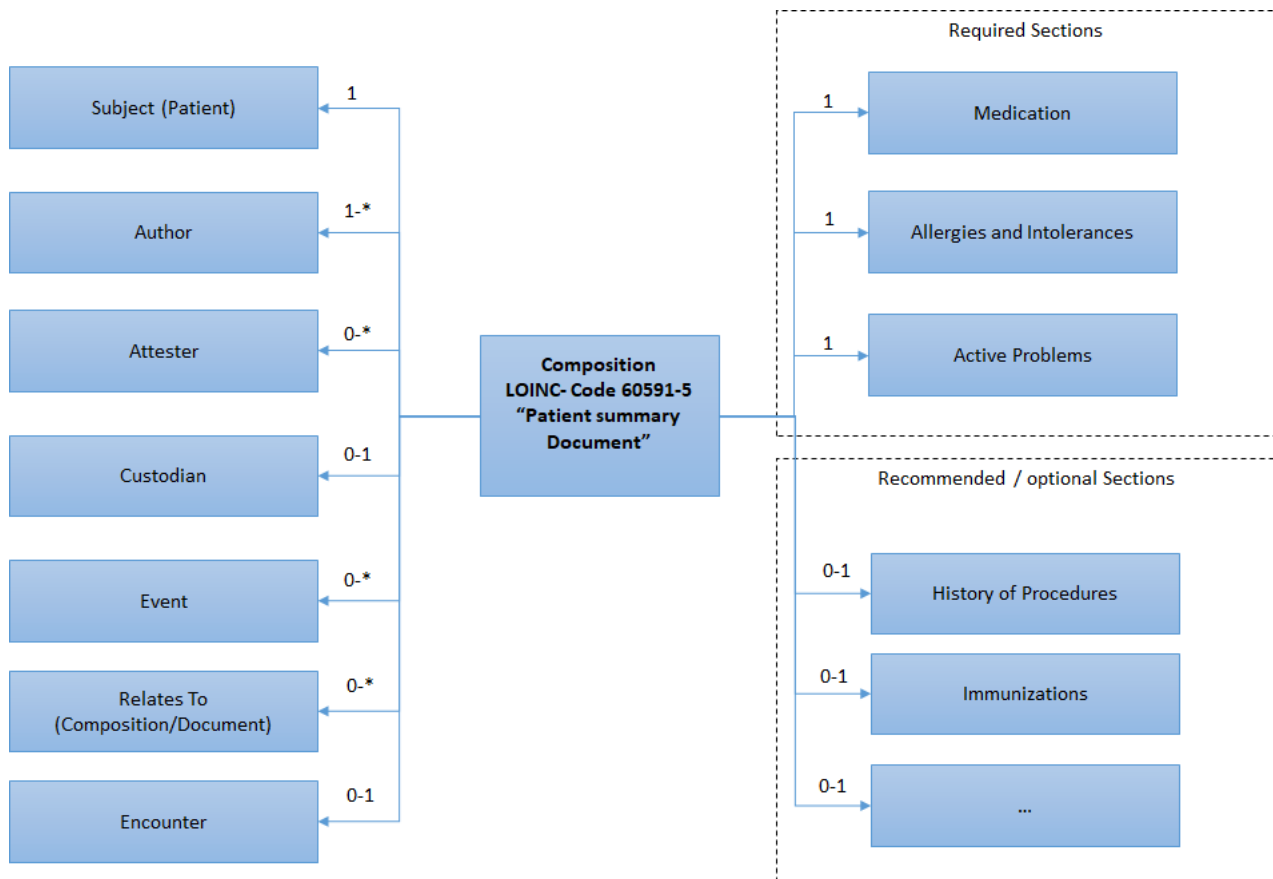 Required Sections
Subject (Patient)
1
Author
1-*
Attester
0-*
Custodian
0-1
Event
0-*
Relates To
(Composition/Document)
0-*
Encounter
0-1
Composition
LOINC- Code 60591-5
“Patient summary
Document”
1
Medication
1
Allergies and Intolerances
1
Active Problems
Recommended / optional Sections
0-1
History of Procedures
0-1
Immunizations
0-1
...